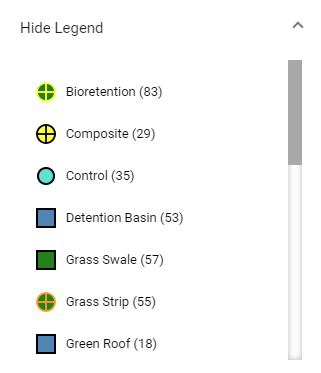 Hide Legend
Bioretention (83)
Composite (29)
Control (35)
Detention Basin (53)
Grass Swale (57)
Grass Strip (55)
Green Roof (18)